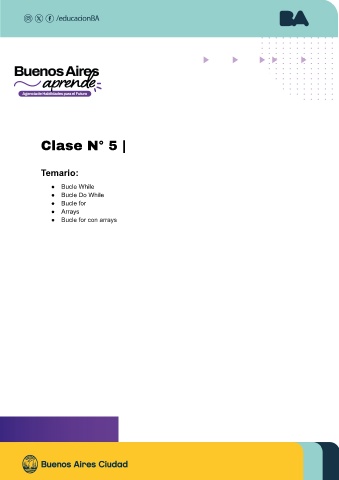 /educacionBA
BA
Buenos Aires
aprende
Agencia de Habilidades para el Futuro
Clase N° 5 |
Temario:
● Bucle While
● Bucle Do While
● Bucle for
● Arrays
● Bucle for con arrays
Buenos Aires Ciudad